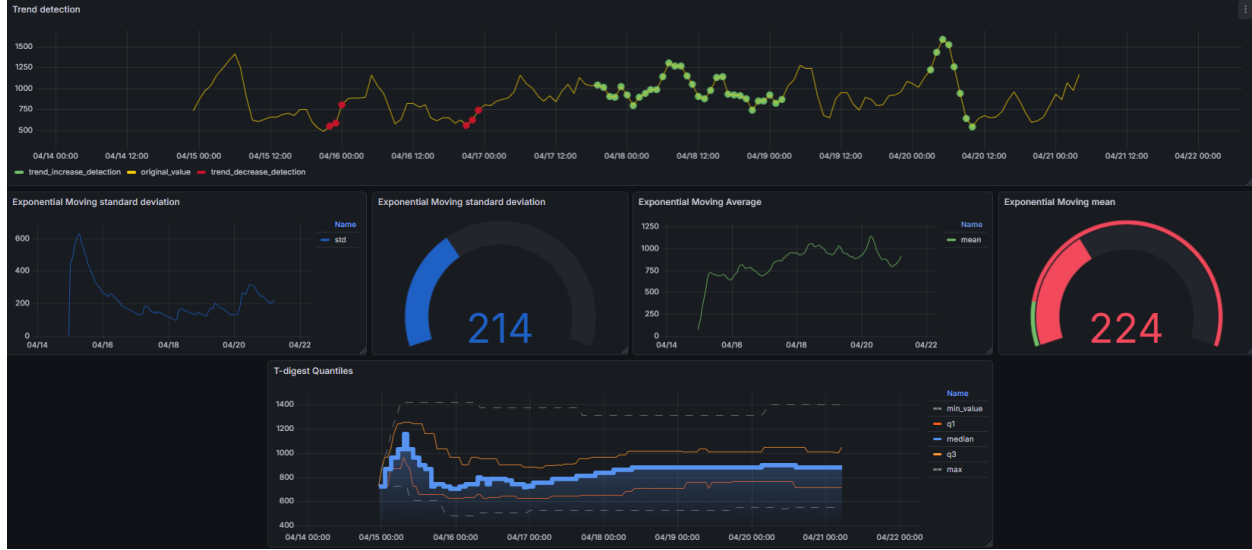 Trend detection
1500
1250
1000
750
500
04/14 00:00 04/14 12:00 04/15 00:00 04/15 12:00 04/16 00:00 04/16 12:00 04/17 00:00 04/17 12:00 04/18 00:00 04/18 12:00 04/19 00:00 04/19 12:00 04/20 00:00 04/20 12:00 04/21 00:00 04/21 12:00 04/22 00:00
trend_increase_detection original_value trend_decrease_detection
Exponential Moving standard deviation
Name
std
600
400
200
0
04/14 04/16 04/18 04/20 04/22
Exponential Moving standard deviation
214
Exponential Moving Average
Name
mean
1250
1000
750
500
250
0
04/14 04/16 04/18 04/20 04/22
Exponential Moving mean
224
T-digest Quantiles
Name
min_value
q1
median
q3
max
1400
1200
1000
800
600
400
04/14 00:00 04/15 00:00 04/16 00:00 04/17 00:00 04/18 00:00 04/19 00:00 04/20 00:00 04/21 00:00 04/22 00:00